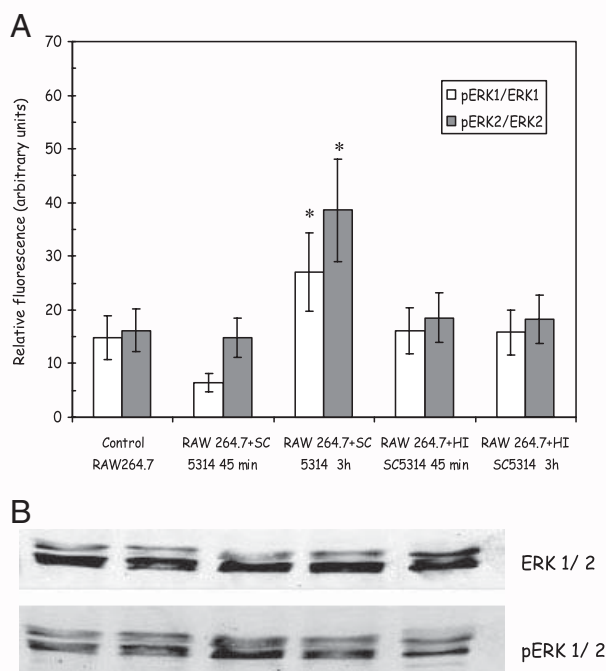 A
70
60
50
40
30
20
10
0
Relative fluorescence (arbitrary units)
pERK1/ERK1
pERK2/ERK2
*
*
Control
RAW264.7
RAW 264.7+SC
5314 45 min
RAW 264.7+SC
5314 3h
RAW 264.7+HI
SC5314 45 min
RAW 264.7+HI
SC5314 3h
B
ERK 1/ 2
pERK 1/ 2